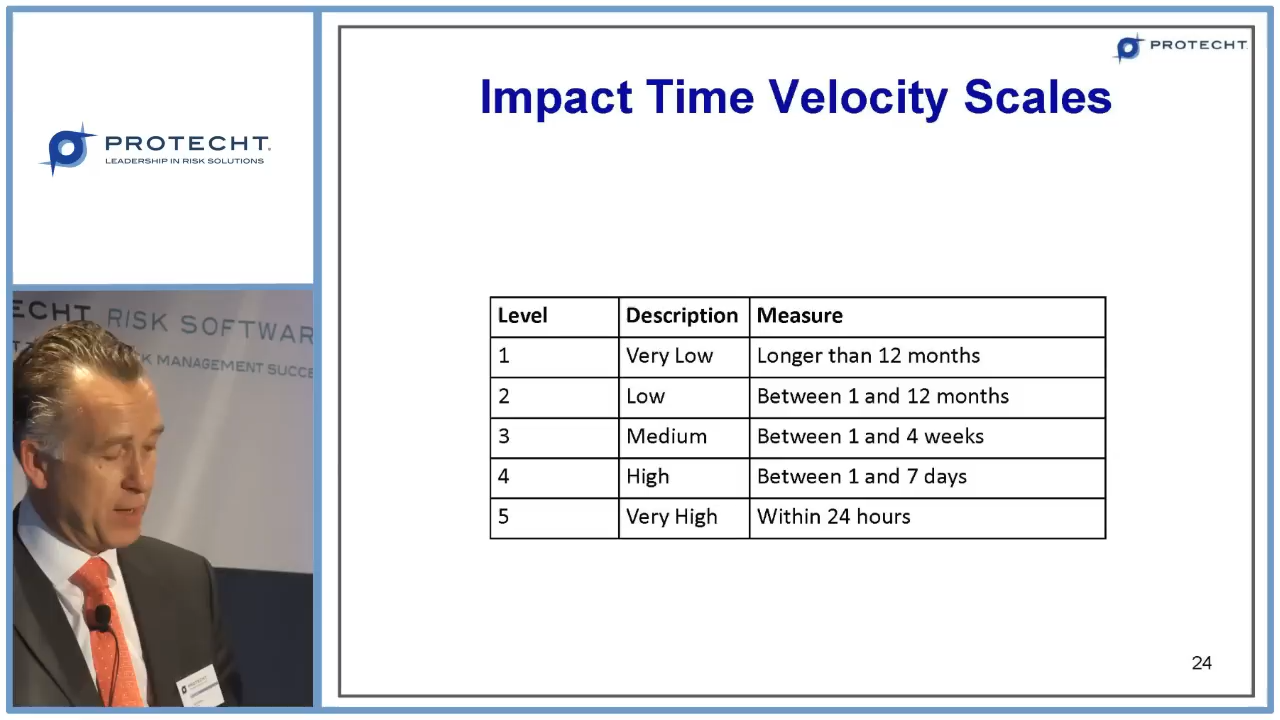 PROTECHT
LEADERSHIP IN RISK SOLUTIONS
ECHT RISK SOFTWAR
K MANAGEMENT SUCCE
PROTECHT
Impact Time Velocity Scales
Level Description Measure
1 Very Low Longer than 12 months
2 Low Between 1 and 12 months
3 Medium Between 1 and 4 weeks
4 High Between 1 and 7 days
5 Very High Within 24 hours
24